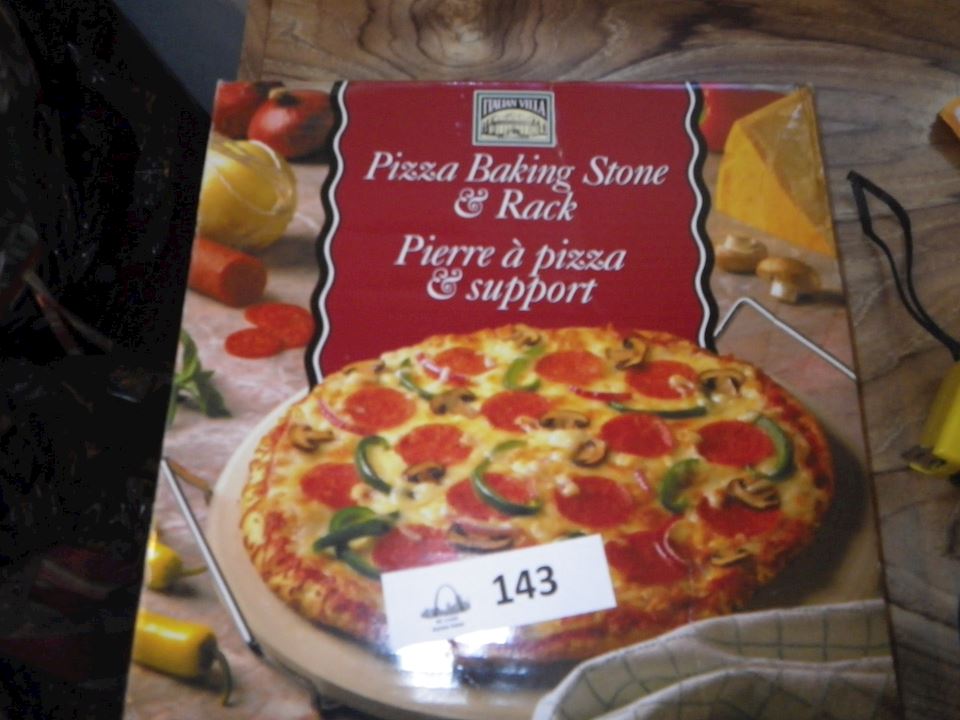 ITALIAN VILLA
Pizza Baking Stone
& Rack
Pierre à pizza
& support
143